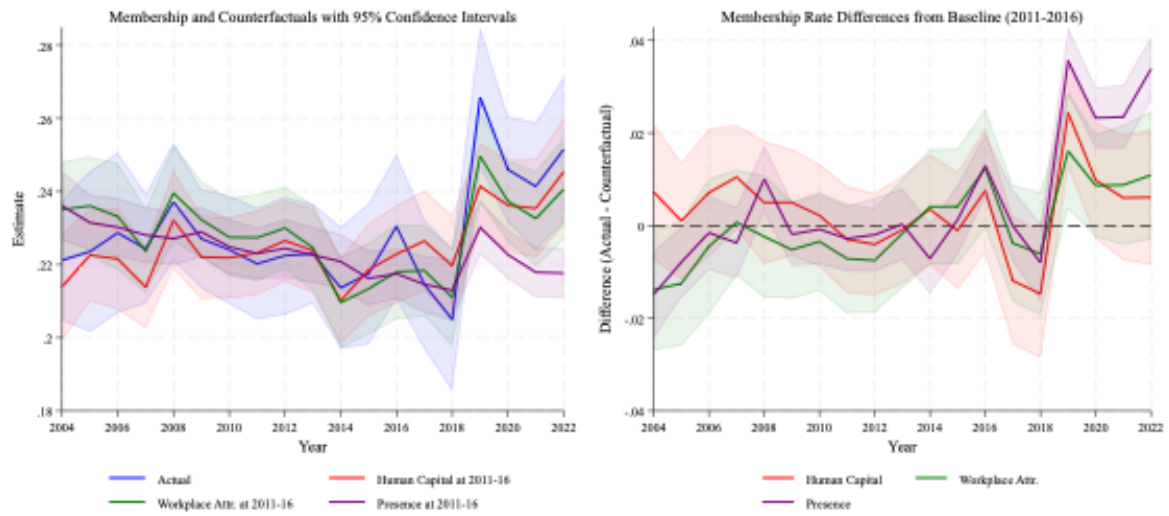 Membership and Counterfactuals with 95% Confidence Intervals
Estimate
.28
.26
.24
.22
.2
.18
2004 2006 2008 2010 2012 2014 2016 2018 2020 2022
Year
Actual Human Capital at 2011-16
Workplace Attr. at 2011-16 Presence at 2011-16
Membership Rate Differences from Baseline (2011-2016)
Difference (Actual - Counterfactual)
.04
.02
0
-.02
-.04
2004 2006 2008 2010 2012 2014 2016 2018 2020 2022
Year
Human Capital Workplace Attr.
Presence